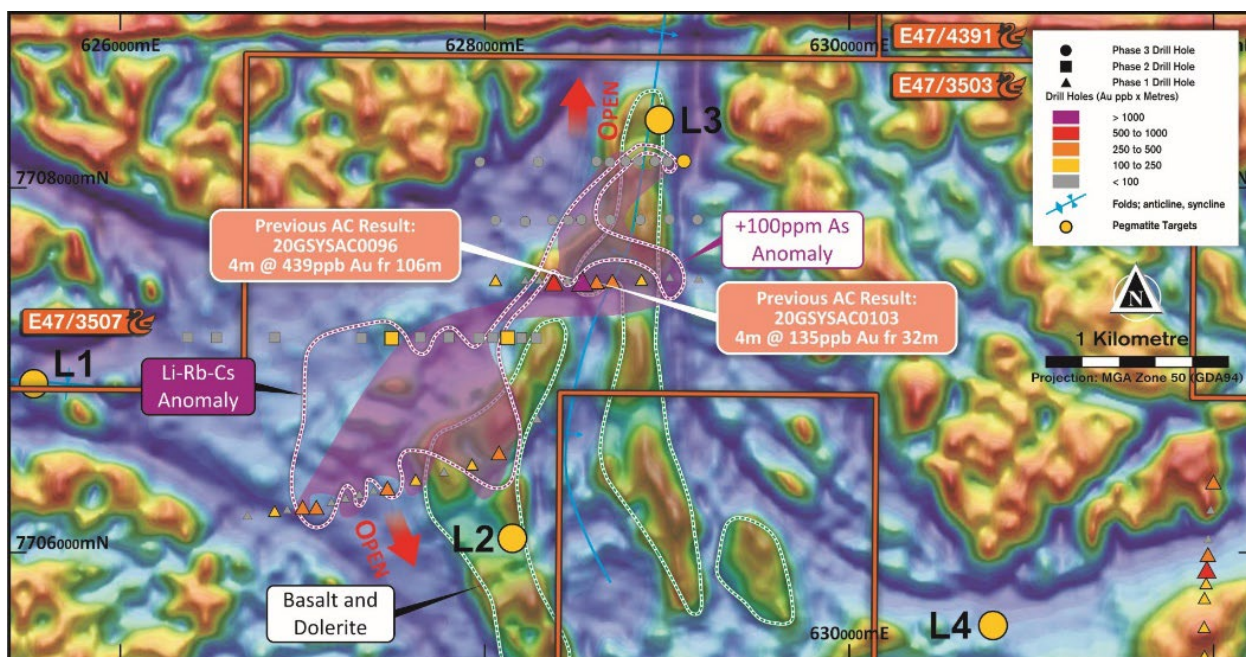 626000mE
628000mE
630000mE
E47/4391
E47/3503
Phase 3 Drill Hole
Phase 2 Drill Hole
Phase 1 Drill Hole
Drill Holes (Au ppb x Metres)
> 1000
500 to 1000
250 to 500
100 to 250
< 100
Folds; anticline, syncline
Pegmatite Targets
OPEN
L3
7708000mN
Previous AC Result:
20GSYSAC0096
4m @ 439ppb Au fr 106m
+100ppm As
Anomaly
N
Previous AC Result:
20GSYSAC0103
4m @ 135ppb Au fr 32m
1 Kilometre
Projection: MGA Zone 50 (GDA94)
E47/3507
L1
Li-Rb-Cs
Anomaly
OPEN
L2
7706000mN
Basalt and
Dolerite
630000mE
L4